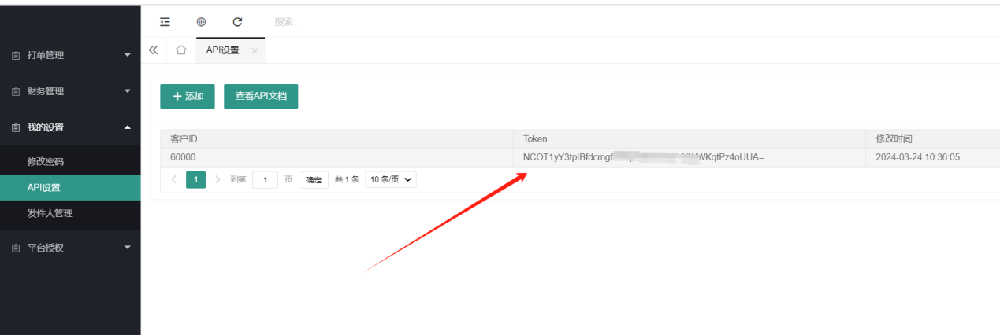 搜索...
打单管理
API设置
财务管理
添加 查看API文档
我的设置
客户ID Token 修改时间
60000 NCOT1yY3tpIBfdcmgf WKqtPz4oUUA= 2024-03-24 10:36:05
修改密码
1 到第 1 页 确定 共 1 条 10 条/页
API设置
发件人管理
平台授权